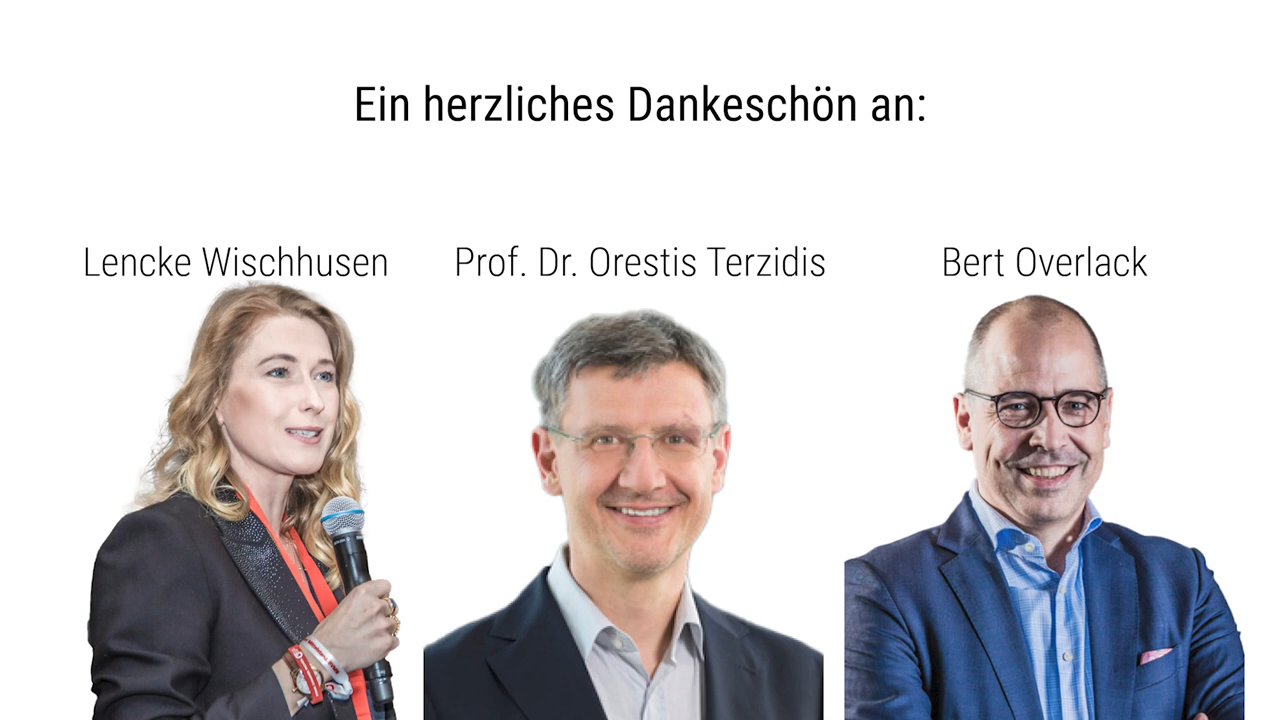 Ein herzliches Dankeschön an:
Lencke Wischhusen
Prof. Dr. Orestis Terzidis
Bert Overlack